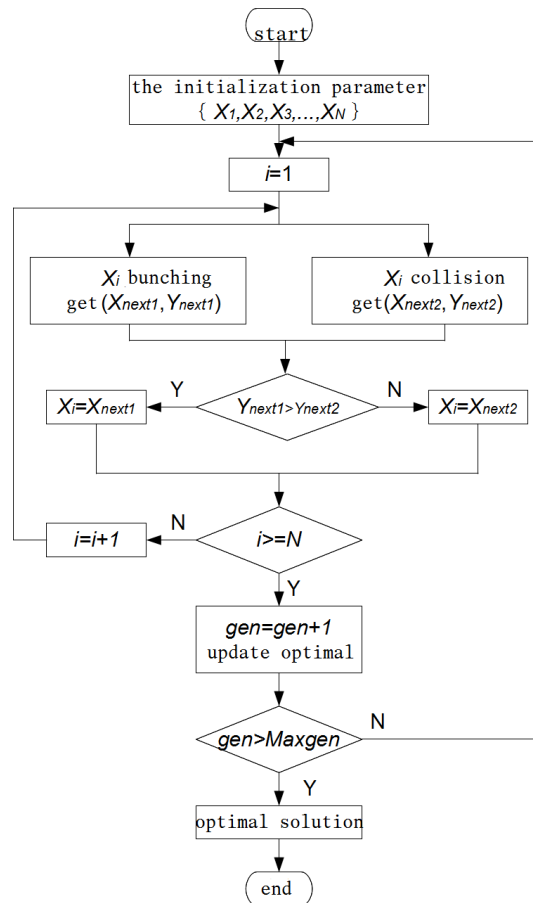 start
the initialization parameter
{ X1,X2,X3,...,XN }
i=1
Xi bunching
get(Xnext1,Ynext1)
Xi collision
get(Xnext2,Ynext2)
Y
N
Xi=Xnext1
Ynext1>Ynext2
Xi=Xnext2
N
i=i+1
i>=N
Y
gen=gen+1
update optimal
N
gen>Maxgen
Y
optimal solution
end